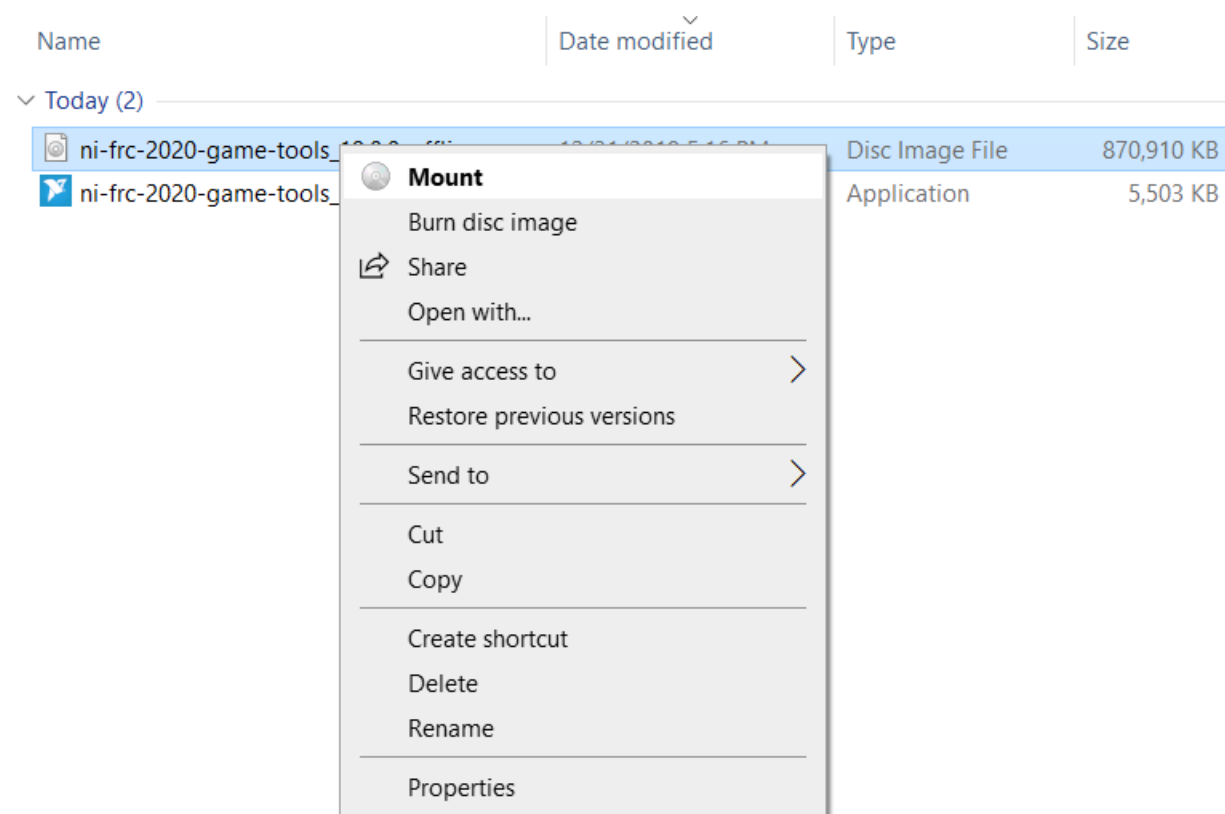 Name Date modified Type Size
Today (2)
ni-frc-2020-game-tools_ Disc Image File 870,910 KB
Mount
ni-frc-2020-game-tools_ Application 5,503 KB
Burn disc image
Share
Open with...
Give access to
Restore previous versions
Send to
Cut
Copy
Create shortcut
Delete
Rename
Properties